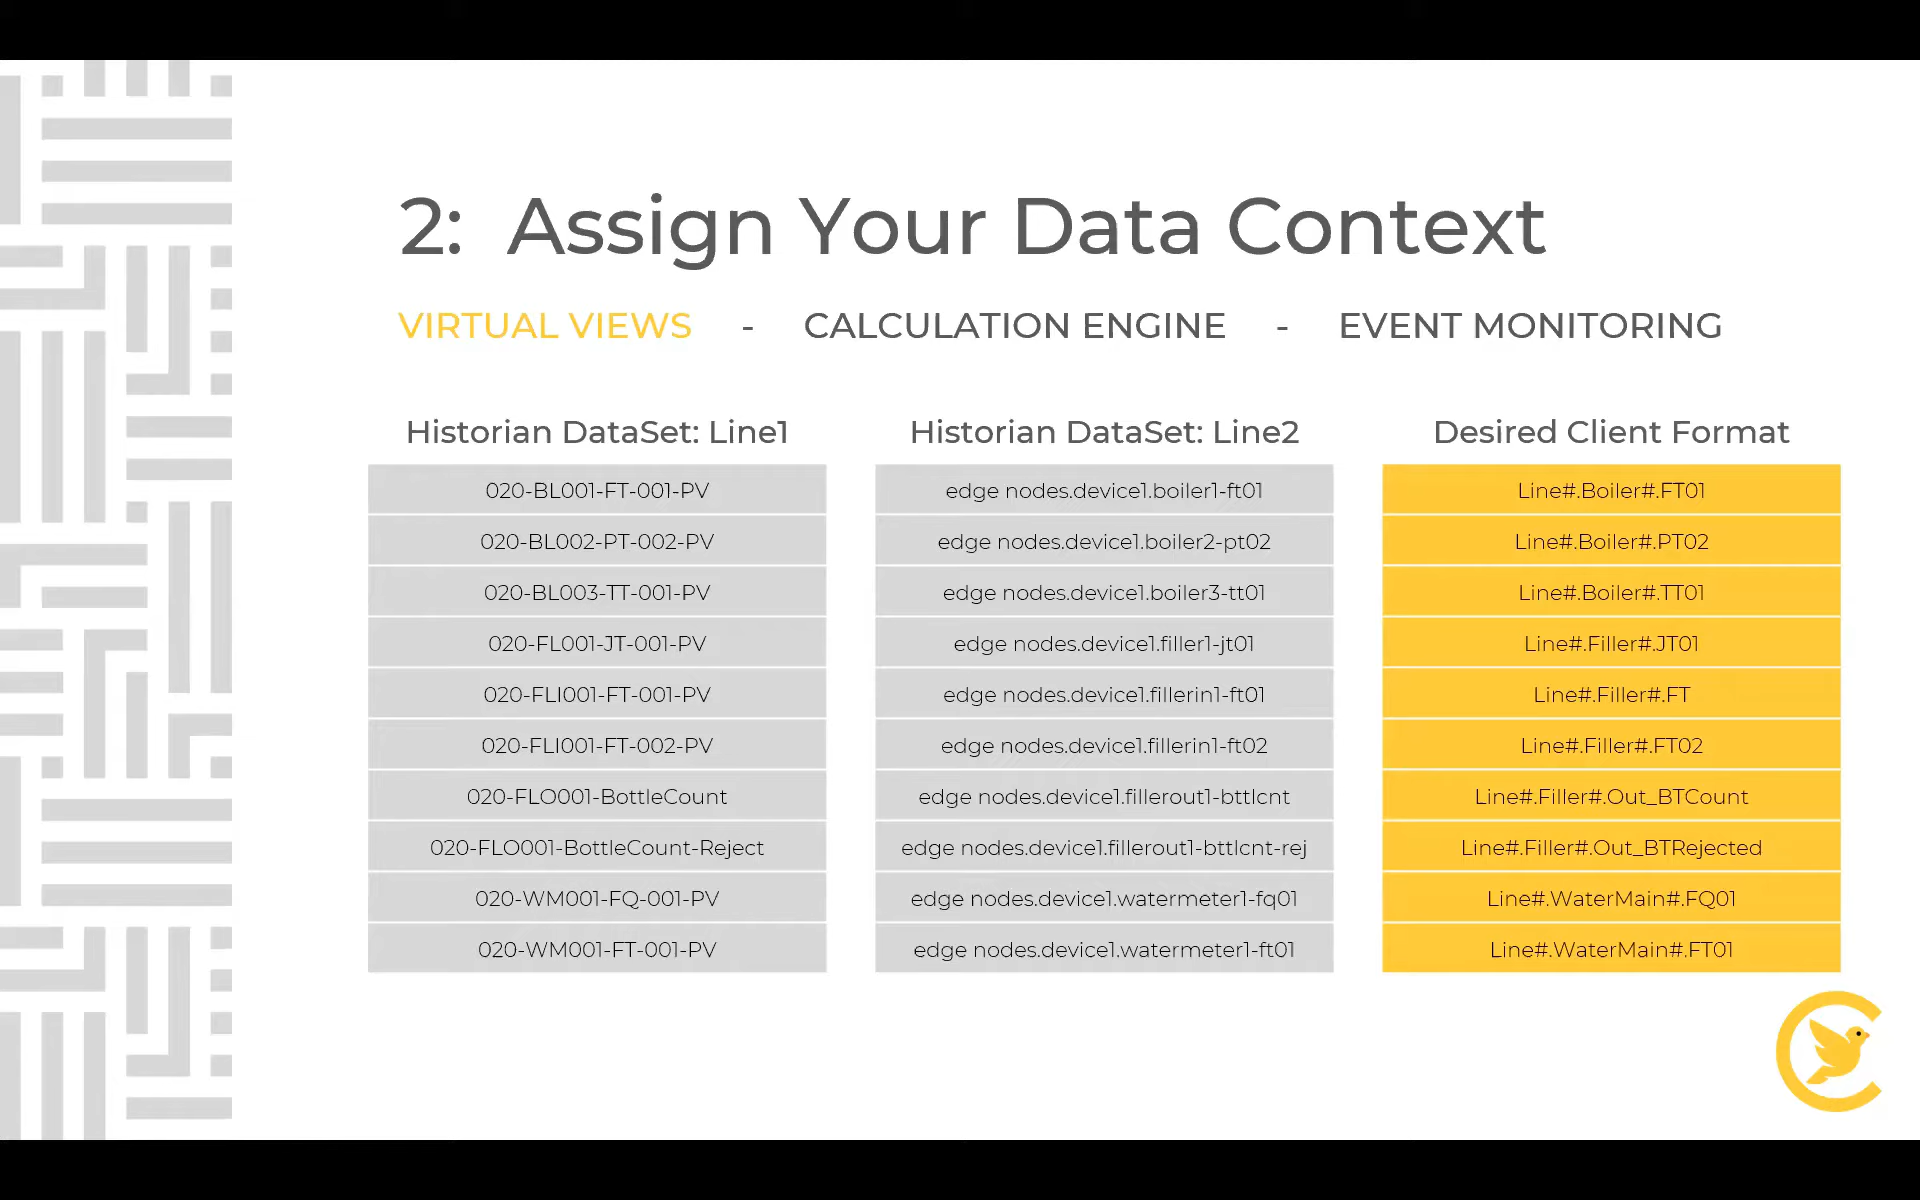 2: Assign Your Data Context
VIRTUAL VIEWS - CALCULATION ENGINE - EVENT MONITORING
Historian DataSet: Line1
020-BL001-FT-001-PV
020-BL002-PT-002-PV
020-BL003-TT-001-PV
020-FL001-JT-001-PV
020-FLI001-FT-001-PV
020-FLI001-FT-002-PV
020-FLO001-BottleCount
020-FLO001-BottleCount-Reject
020-WM001-FQ-001-PV
020-WM001-FT-001-PV
Historian DataSet: Line2
edge nodes.device1.boiler1-ft01
edge nodes.device1.boiler2-pt02
edge nodes.device1.boiler3-tt01
edge nodes.device1.filler1-jt01
edge nodes.device1.fillerin1-ft01
edge nodes.device1.fillerin1-ft02
edge nodes.device1.fillerout1-bttlcnt
edge nodes.device1.fillerout1-bttlcnt-rej
edge nodes.device1.watermeter1-fq01
edge nodes.device1.watermeter1-ft01
Desired Client Format
Line#.Boiler#.FT01
Line#.Boiler#.PT02
Line#.Boiler#.TT01
Line#.Filler#.JT01
Line#.Filler#.FT
Line#.Filler#.FT02
Line#.Filler#.Out_BTCount
Line#.Filler#.Out_BTRejected
Line#.WaterMain#.FQ01
Line#.WaterMain#.FT01